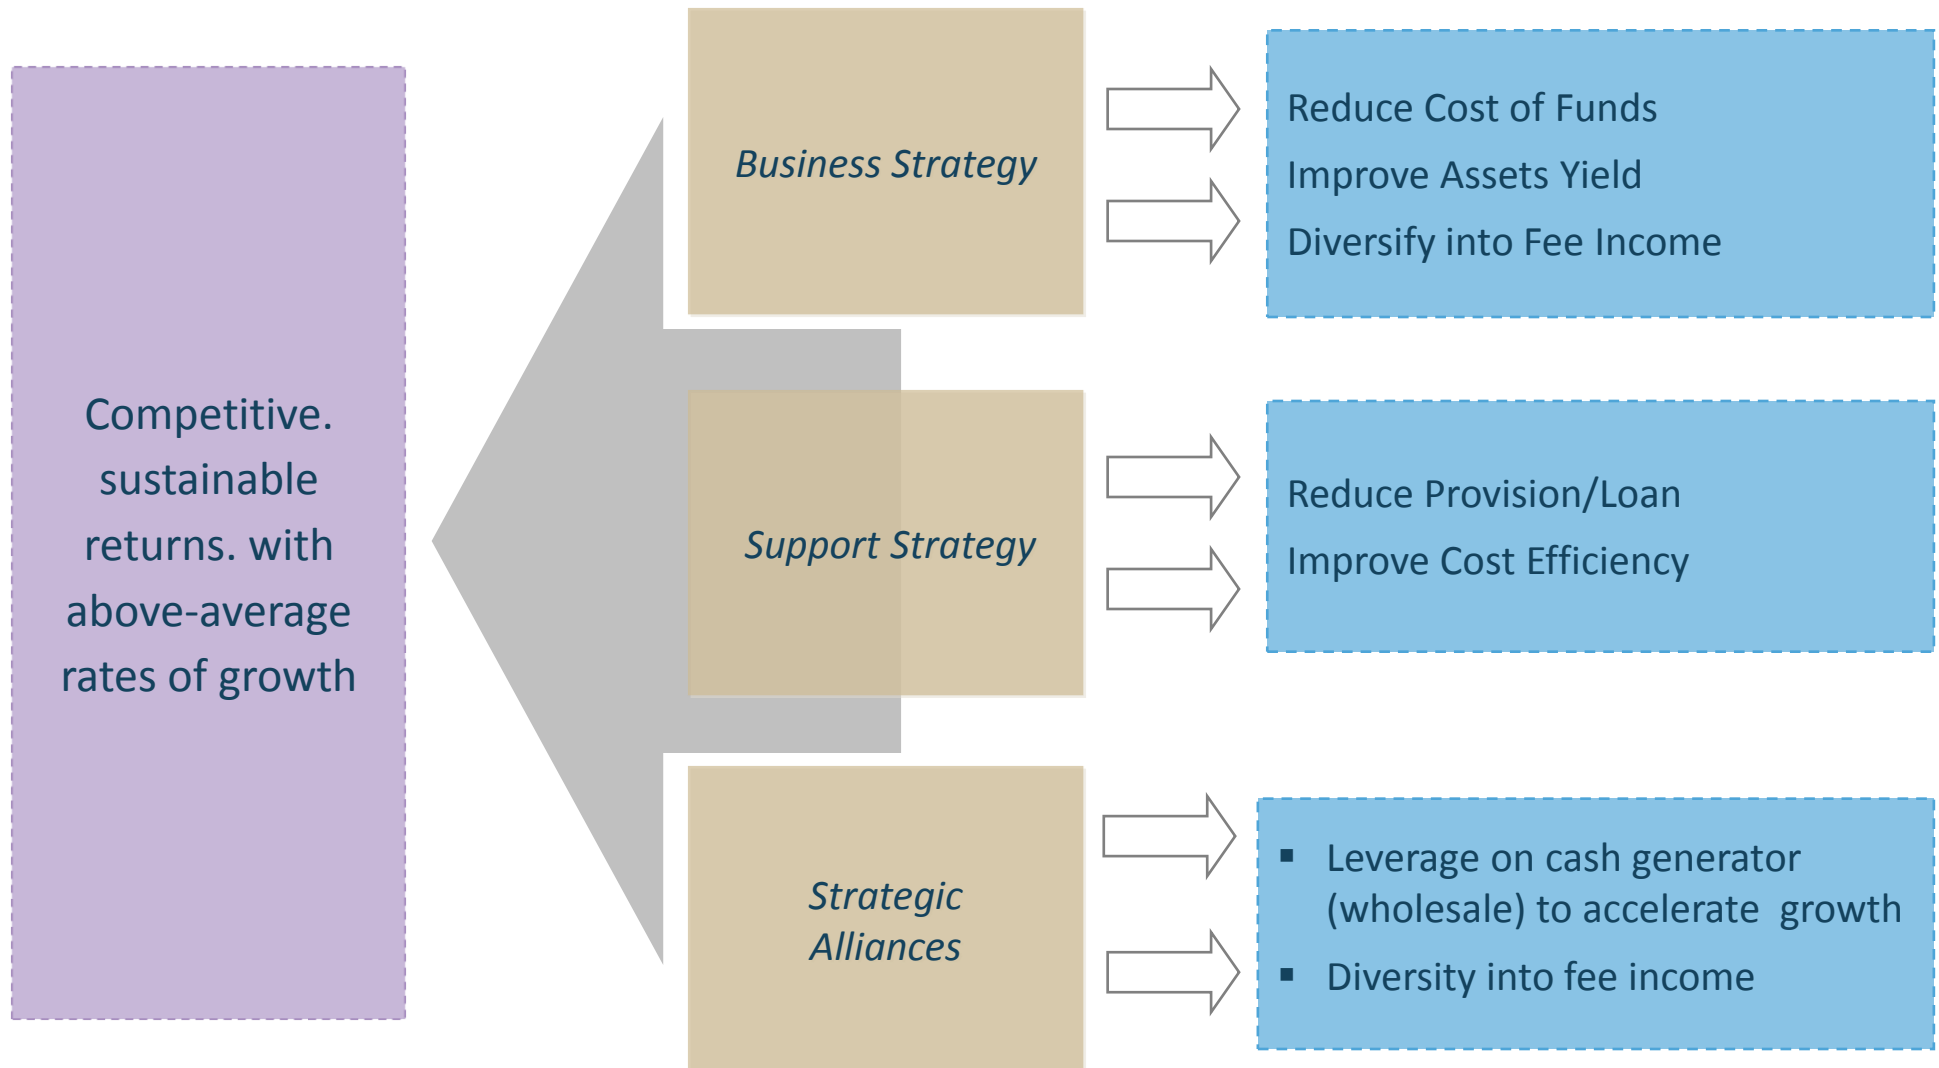 Competitive.
sustainable
returns. with
above-average
rates of growth
Business Strategy
Reduce Cost of Funds
Improve Assets Yield
Diversify into Fee Income
Support Strategy
Reduce Provision/Loan
Improve Cost Efficiency
Strategic
Alliances
▪ Leverage on cash generator
(wholesale) to accelerate growth
▪ Diversity into fee income